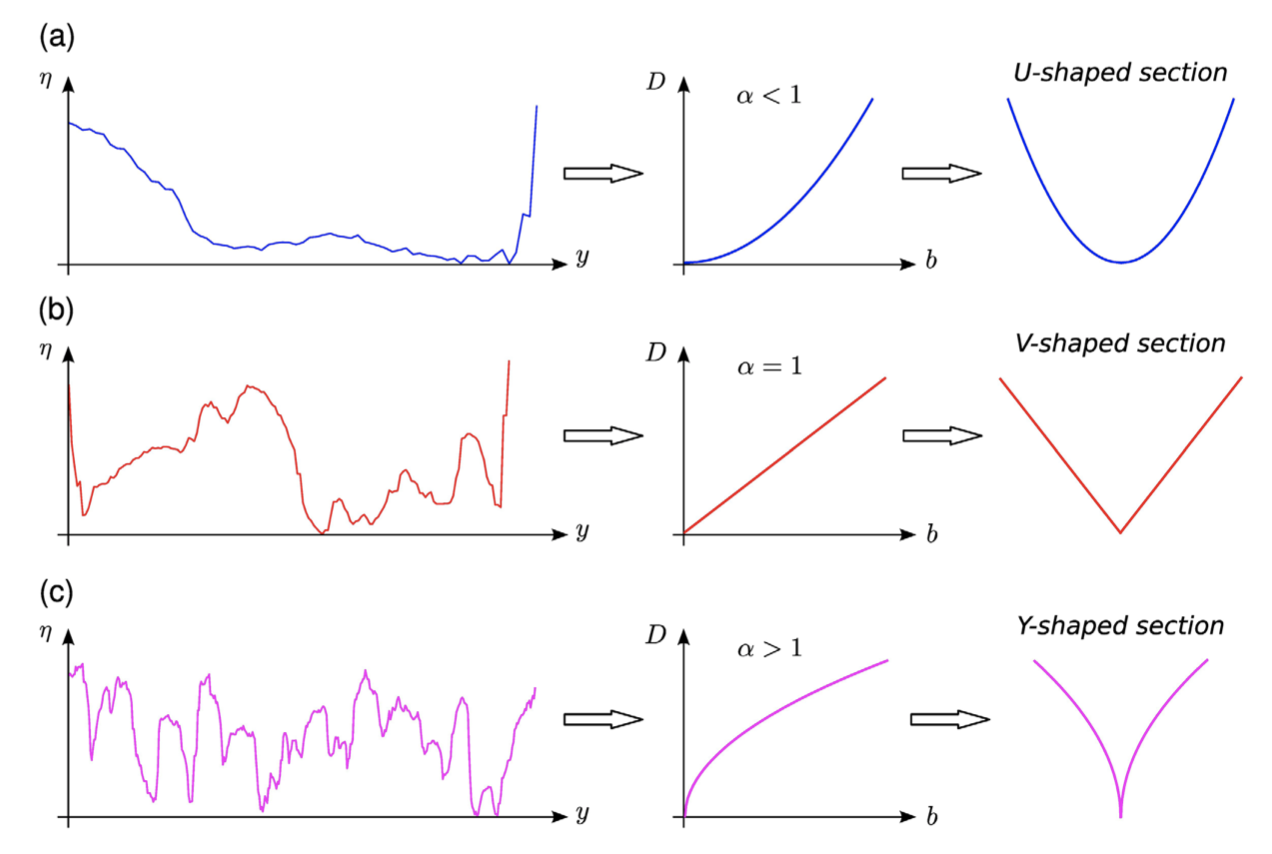 (a)
η
y
D
α < 1
b
U-shaped section
(b)
η
y
D
α = 1
b
V-shaped section
(c)
η
y
D
α > 1
b
Y-shaped section